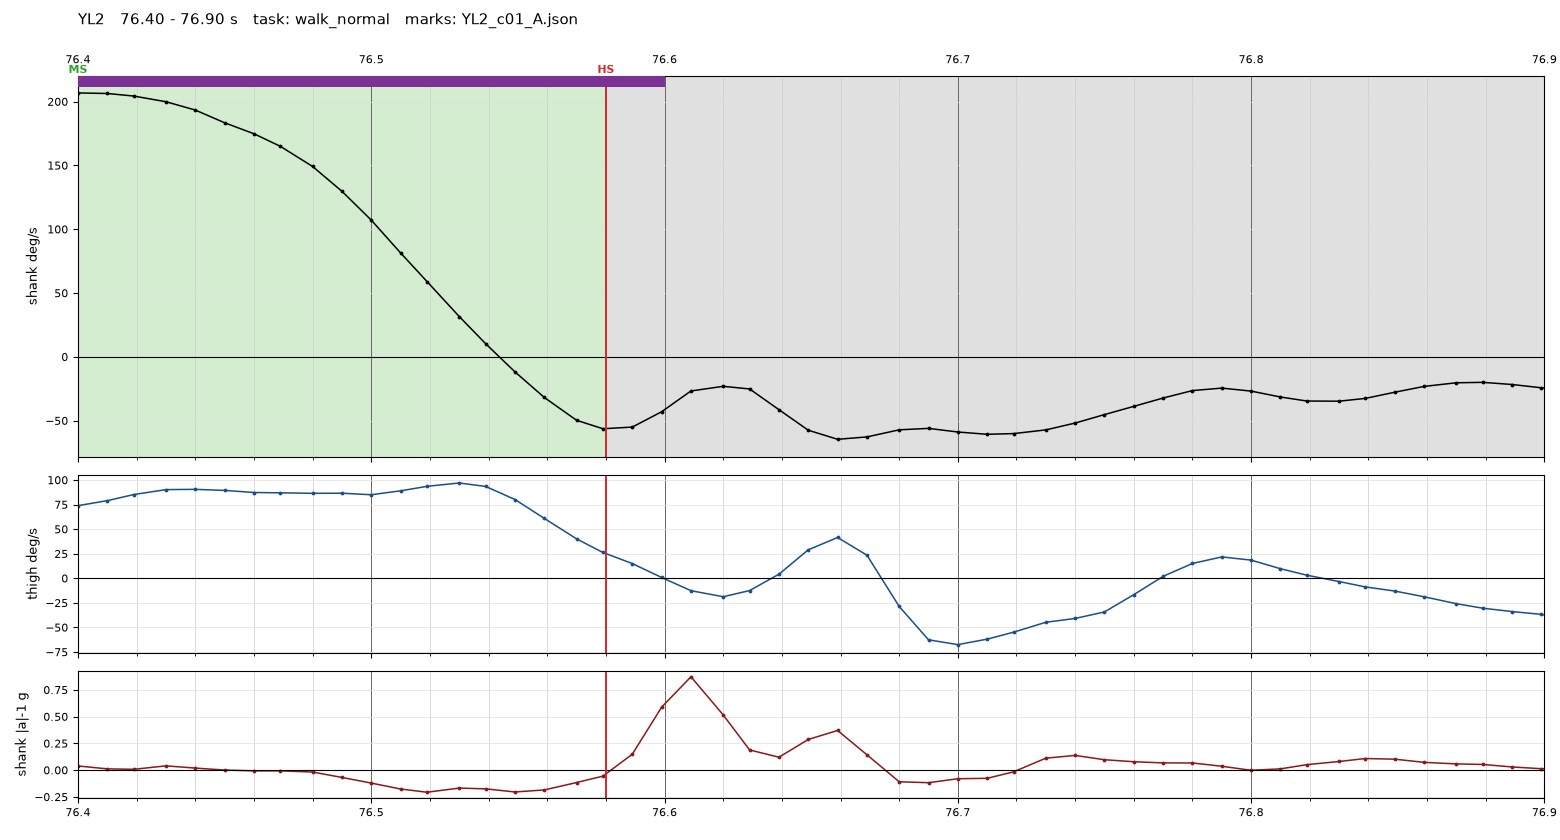 YL2   76.40 - 76.90 s   task: walk_normal   marks: YL2_c01_A.json
76.4 76.5 76.6 76.7 76.8 76.9
MS HS
200
150
100
50
0
−50
shank deg/s
100
75
50
25
0
−25
−50
−75
thigh deg/s
0.75
0.50
0.25
0.00
−0.25
shank |a|-1 g
76.4 76.5 76.6 76.7 76.8 76.9